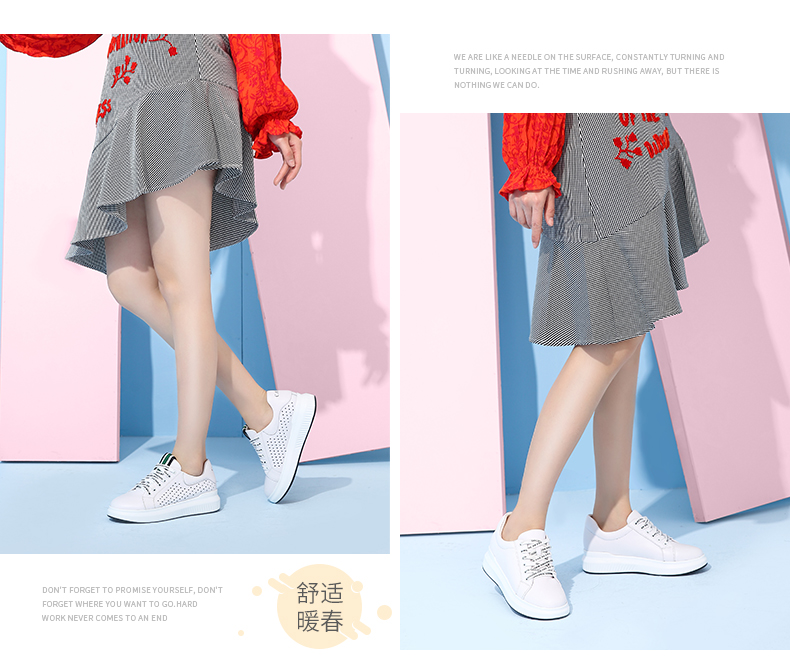 WE ARE LIKE A NEEDLE ON THE SURFACE, CONSTANTLY TURNING AND
TURNING, LOOKING AT THE TIME AND RUSHING AWAY, BUT THERE IS
NOTHING WE CAN DO.
DON'T FORGET TO PROMISE YOURSELF, DON'T
FORGET WHERE YOU WANT TO GO.HARD
WORK NEVER COMES TO AN END
舒适
暖春